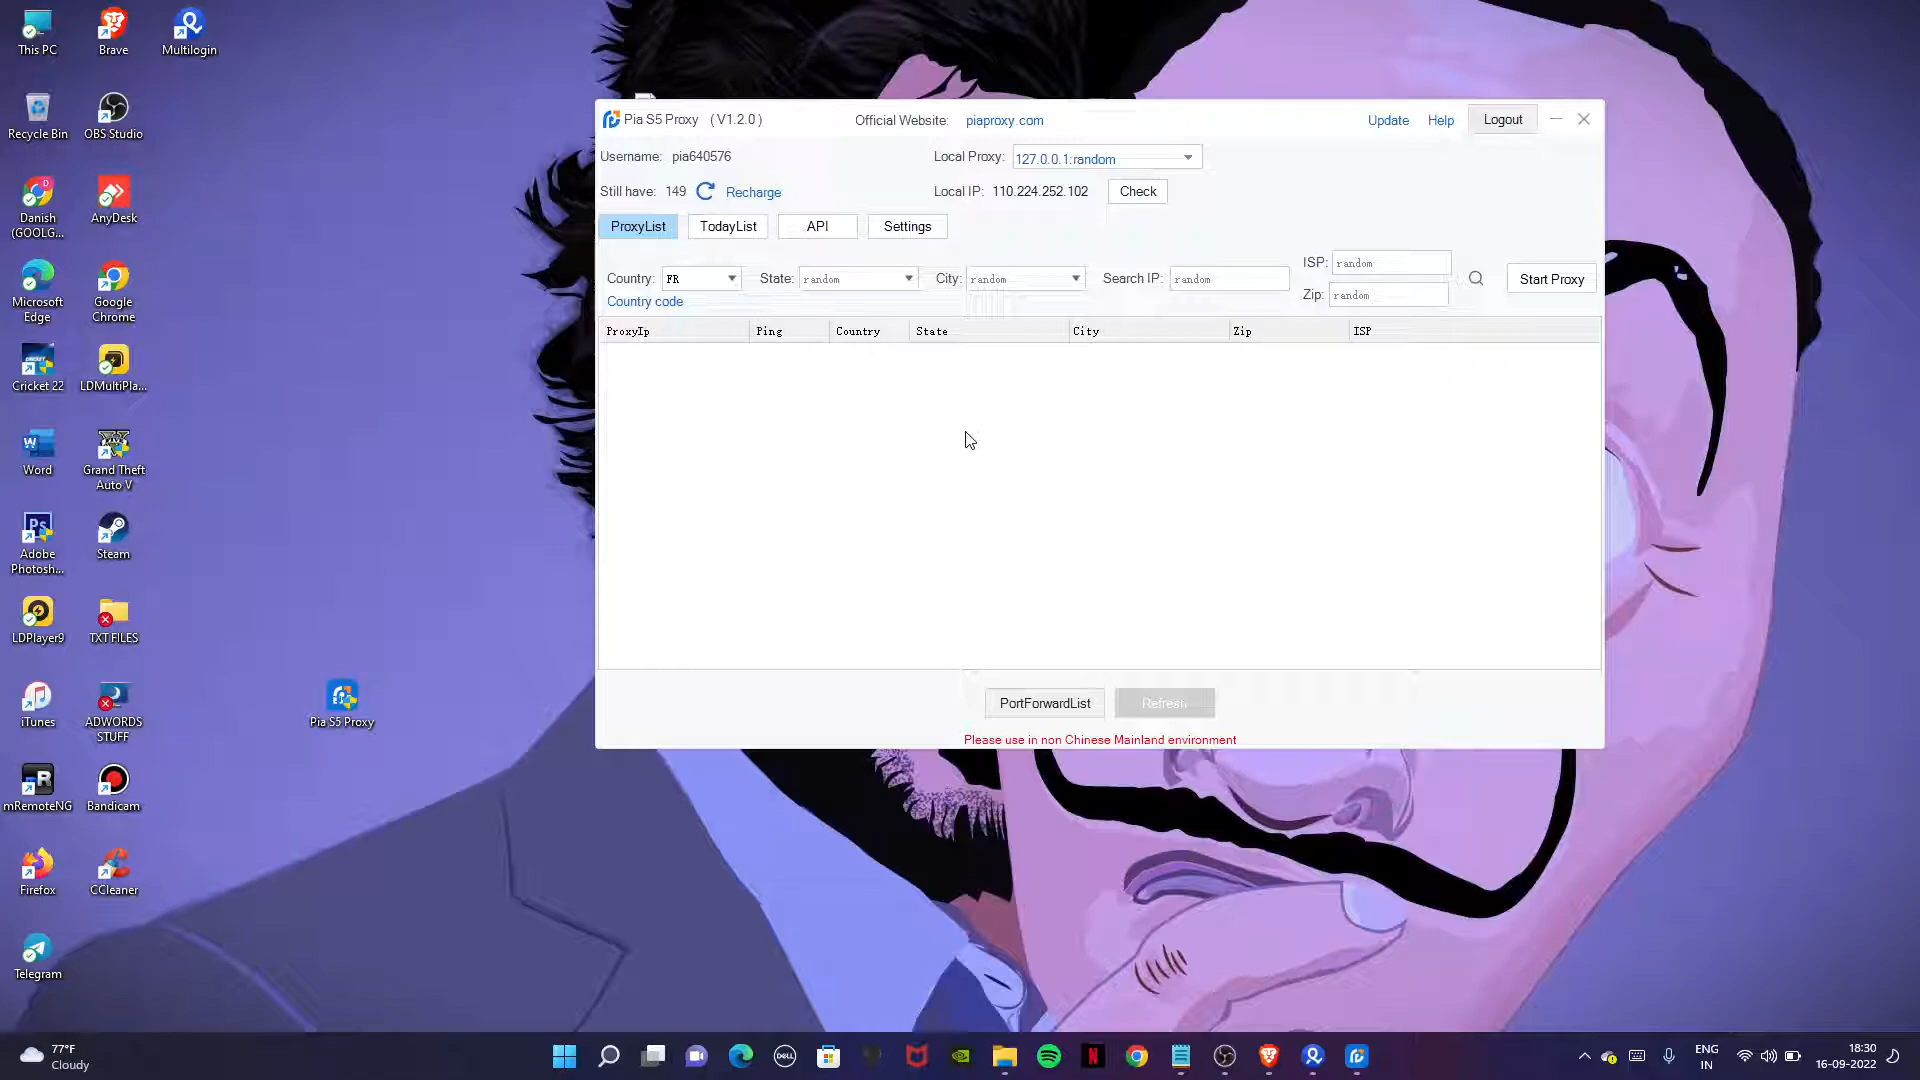 This PC
Brave
Multilogin
Recycle Bin
OBS Studio
Danish
(GOOLG...
AnyDesk
Microsoft
Edge
Google
Chrome
Cricket 22
LDMultiPla...
Word
Grand Theft
Auto V
Adobe
Photosh...
Steam
LDPlayer9
TXT FILES
iTunes
ADWORDS
STUFF
Pia S5 Proxy
mRemoteNG
Bandicam
Firefox
CCleaner
Telegram
Pia S5 Proxy (V1.2.0)
Official Website: piaproxy.com
Update
Help
Logout
Username: pia640576
Local Proxy: 127.0.0.1:random
Still have: 149 Recharge
Local IP: 110.224.252.102 Check
ProxyList TodayList API Settings
Country: FR State: random City: random Search IP: random
ISP: random
Zip: random
Start Proxy
Country code
ProxyIp Ping Country State City Zip ISP
PortForwardList Refresh
Please use in non Chinese Mainland environment
77°F
Cloudy
DELL
ENG
IN
18:30
16-09-2022